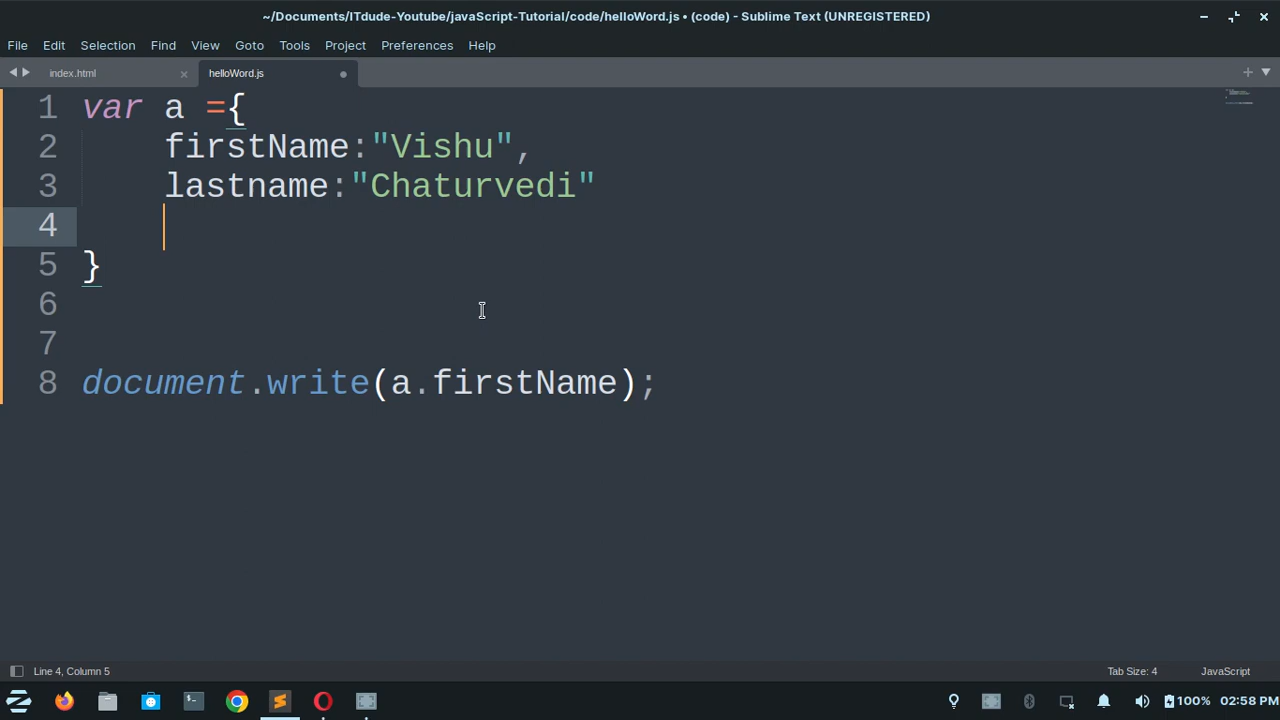 ~/Documents/ITdude-Youtube/javaScript-Tutorial/code/helloWord.js • (code) - Sublime Text (UNREGISTERED)
File Edit Selection Find View Goto Tools Project Preferences Help
index.html helloWord.js
1 var a ={
2 firstName:"Vishu",
3 lastname:"Chaturvedi"
4
5 }
6
7
8 document.write(a.firstName);
Line 4, Column 5 Tab Size: 4 JavaScript
100% 02:58 PM